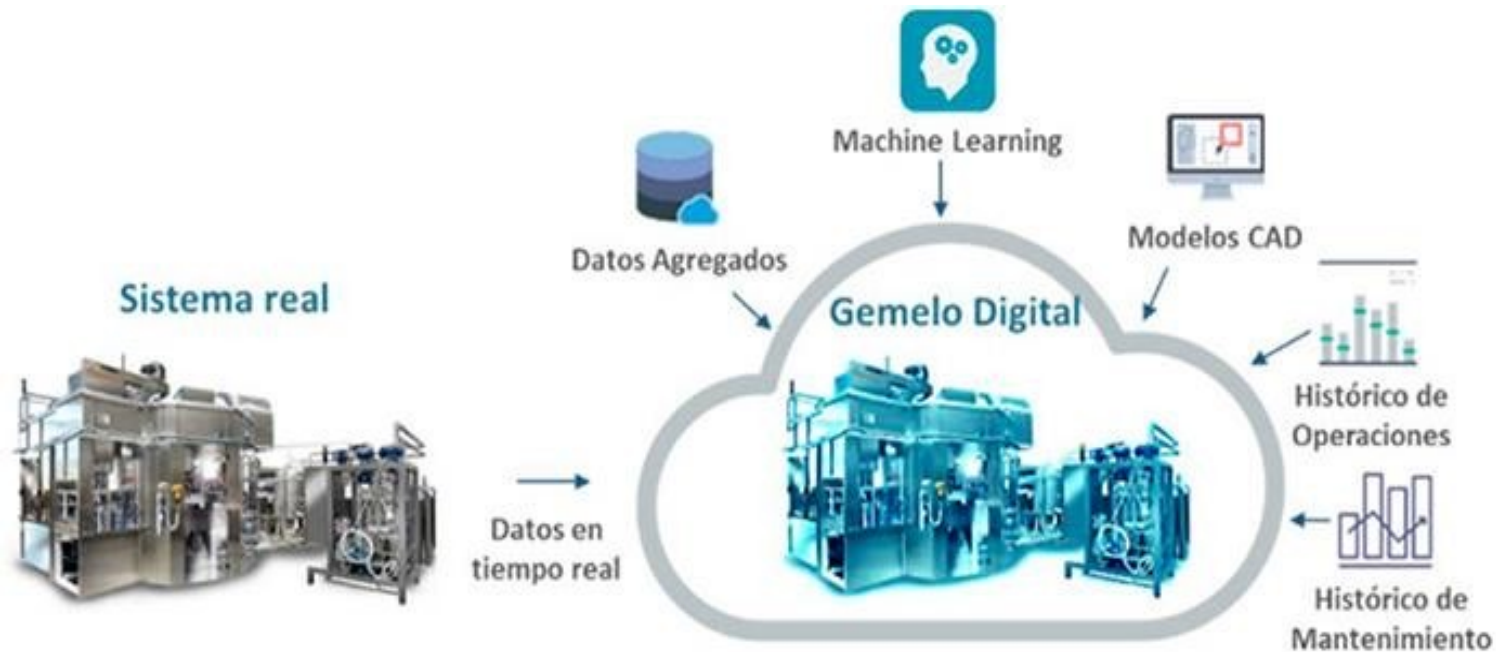 Machine Learning
Datos Agregados
Modelos CAD
Sistema real
Gemelo Digital
Histórico de
Operaciones
Datos en
tiempo real
Histórico de
Mantenimiento